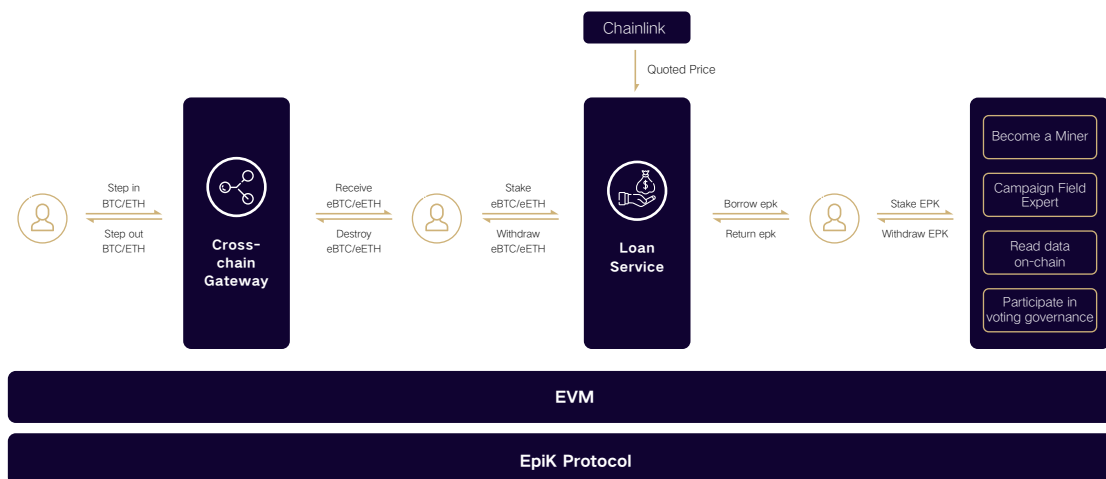 Chainlink
Quoted Price
Step in
BTC/ETH
Step out
BTC/ETH
Cross-
chain
Gateway
Receive
eBTC/eETH
Destroy
eBTC/eETH
Stake
eBTC/eETH
Withdraw
eBTC/eETH
$
Loan
Service
Borrow epk
Return epk
Stake EPK
Withdraw EPK
Become a Miner
Campaign Field
Expert
Read data
on-chain
Participate in
voting governance
EVM
EpiK Protocol